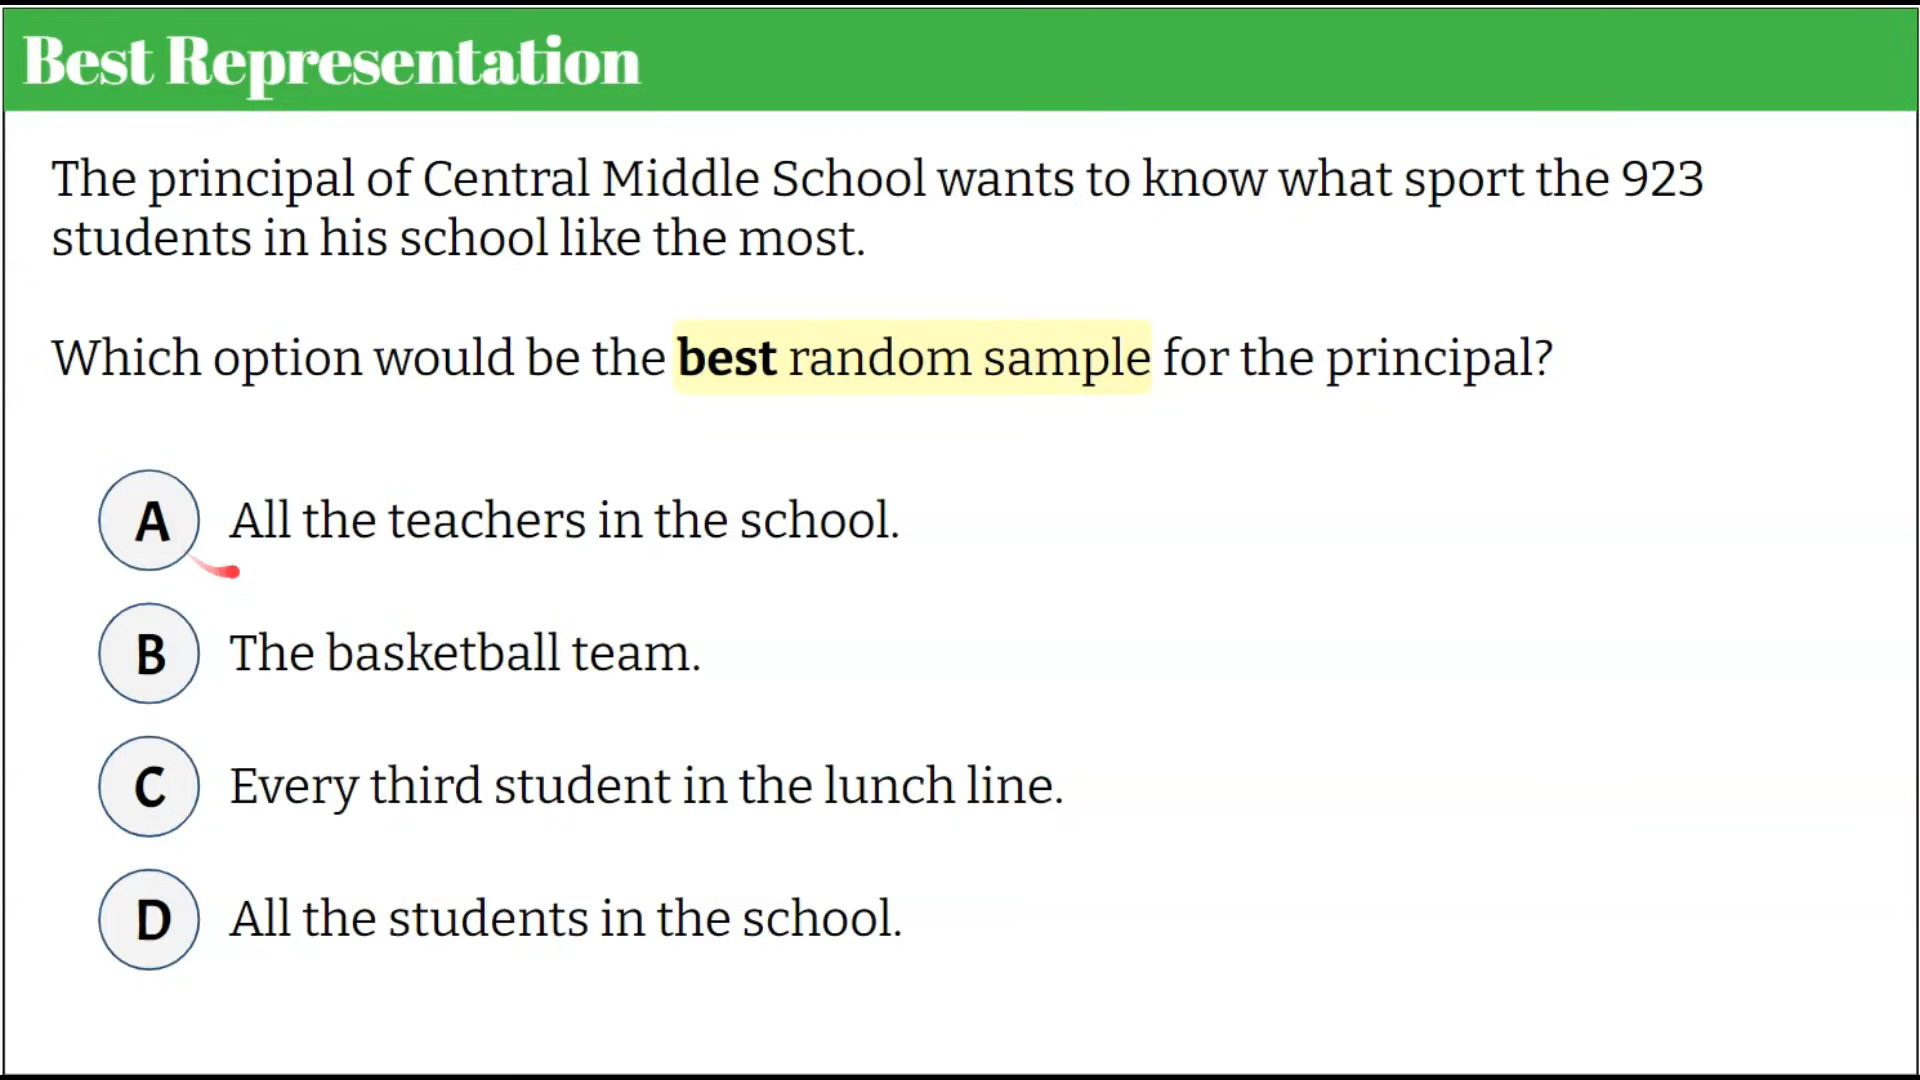 Best Representation
The principal of Central Middle School wants to know what sport the 923
students in his school like the most.
Which option would be the best random sample for the principal?
A All the teachers in the school.
B The basketball team.
C Every third student in the lunch line.
D All the students in the school.